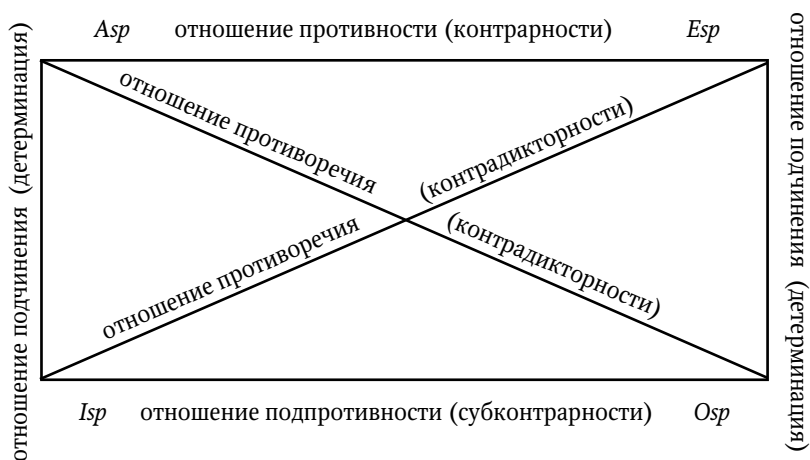 Asp отношение противности (контрарности) Esp
отношение подчинения (детерминация)
отношение противоречия (контрадикторности)
отношение противоречия (контрадикторности)
отношение подчинения (детерминация)
Isp отношение подпротивности (субконтрарности) Osp